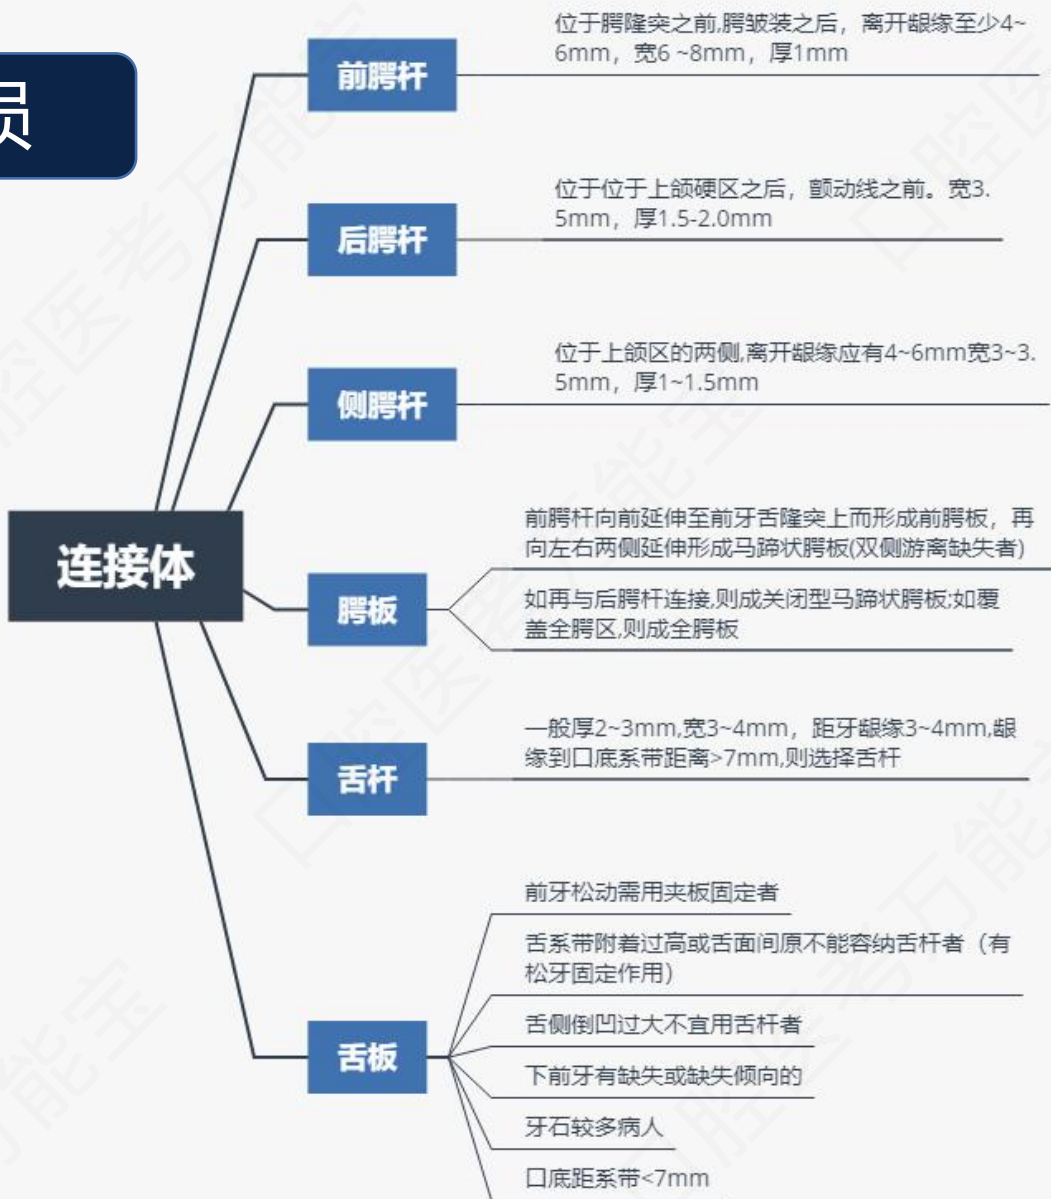 员
连接体
前腭杆
位于腭隆突之前,腭皱装之后，离开龈缘至少4~
6mm，宽6 ~8mm，厚1mm
后腭杆
位于位于上颌硬区之后，颤动线之前。宽3.
5mm，厚1.5-2.0mm
侧腭杆
位于上颌区的两侧,离开龈缘应有4~6mm宽3~3.
5mm，厚1~1.5mm
腭板
前腭杆向前延伸至前牙舌隆突上而形成前腭板，再
向左右两侧延伸形成马蹄状腭板(双侧游离缺失者)
如再与后腭杆连接,则成关闭型马蹄状腭板;如覆
盖全腭区,则成全腭板
舌杆
一般厚2~3mm,宽3~4mm，距牙龈缘3~4mm,龈
缘到口底系带距离>7mm,则选择舌杆
舌板
前牙松动需用夹板固定者
舌系带附着过高或舌面间原不能容纳舌杆者（有
松牙固定作用）
舌侧倒凹过大不宜用舌杆者
下前牙有缺失或缺失倾向的
牙石较多病人
口底距系带<7mm
口腔医考万能宝